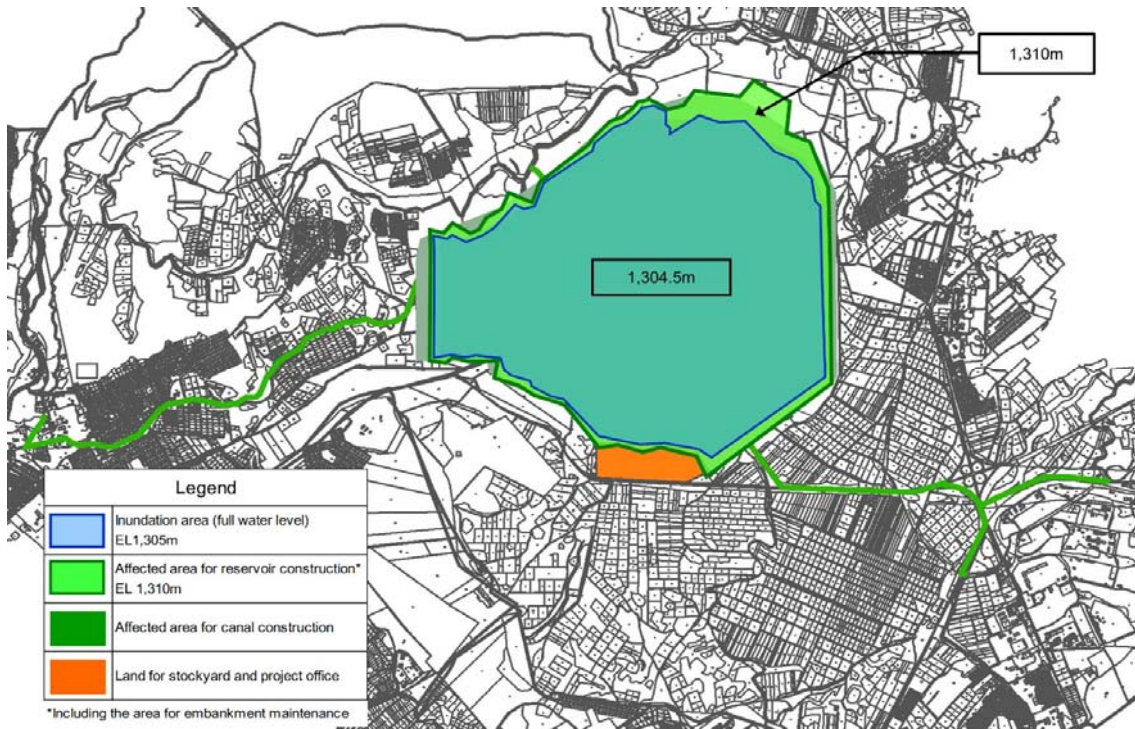 1,310m
1,304.5m
Legend
Inundation area (full water level)
EL1,305m
Affected area for reservoir construction*
EL 1,310m
Affected area for canal construction
Land for stockyard and project office
*Including the area for embankment maintenance